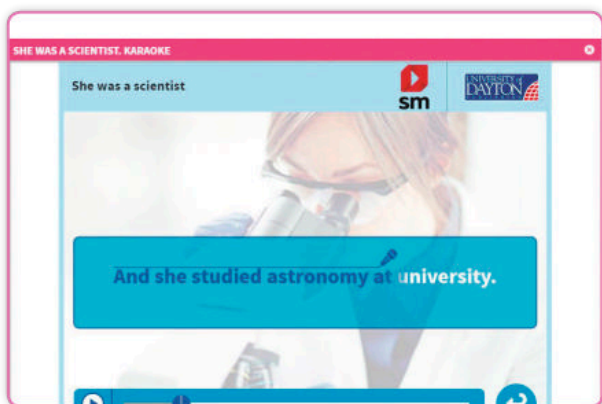 SHE WAS A SCIENTIST. KARAOKE
She was a scientist
sm
UNIVERSITY of
DAYTON
And she studied astronomy at university.